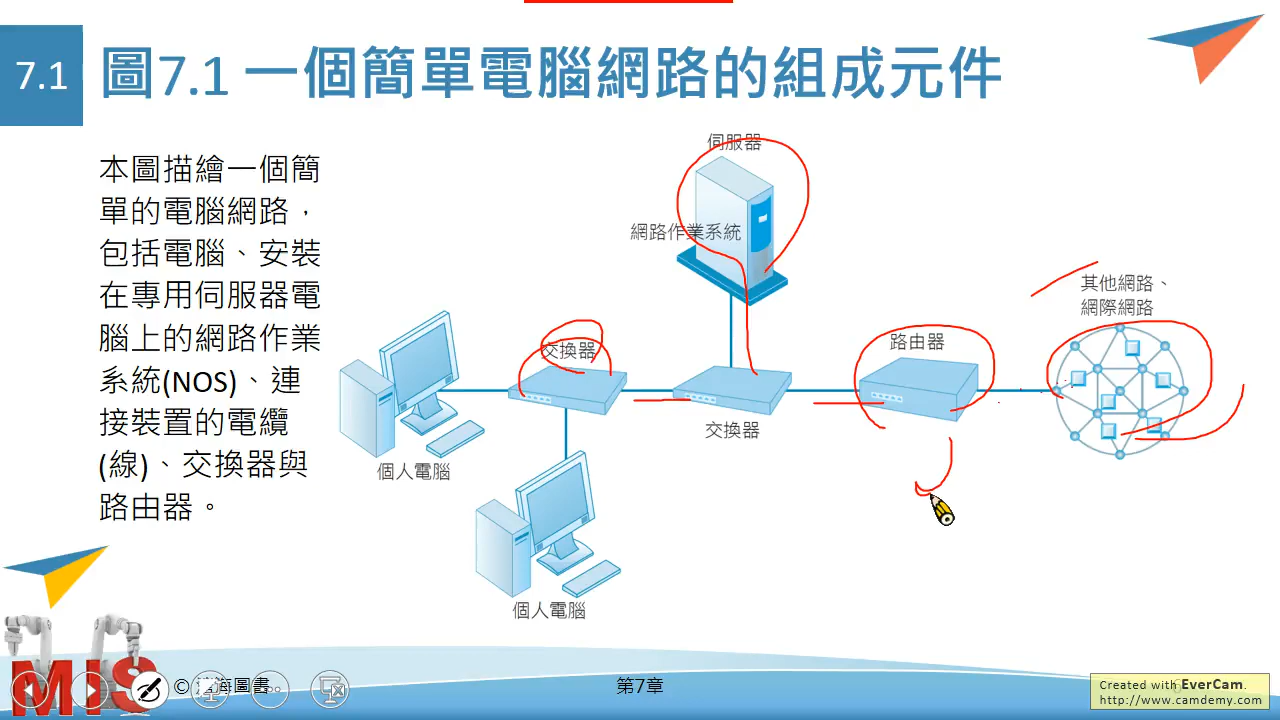 7.1
圖7.1 一個簡單電腦網路的組成元件
本圖描繪一個簡
單的電腦網路,
包括電腦、安裝
在專用伺服器電
腦上的網路作業
系統(NOS)、連
接裝置的電纜
(線)、交換器與
路由器。
伺服器
網路作業系統
其他網路、
網際網路
交換器
路由器
交換器
個人電腦
個人電腦
MIS
第7章
Created with EverCam.
http://www.camdemy.com